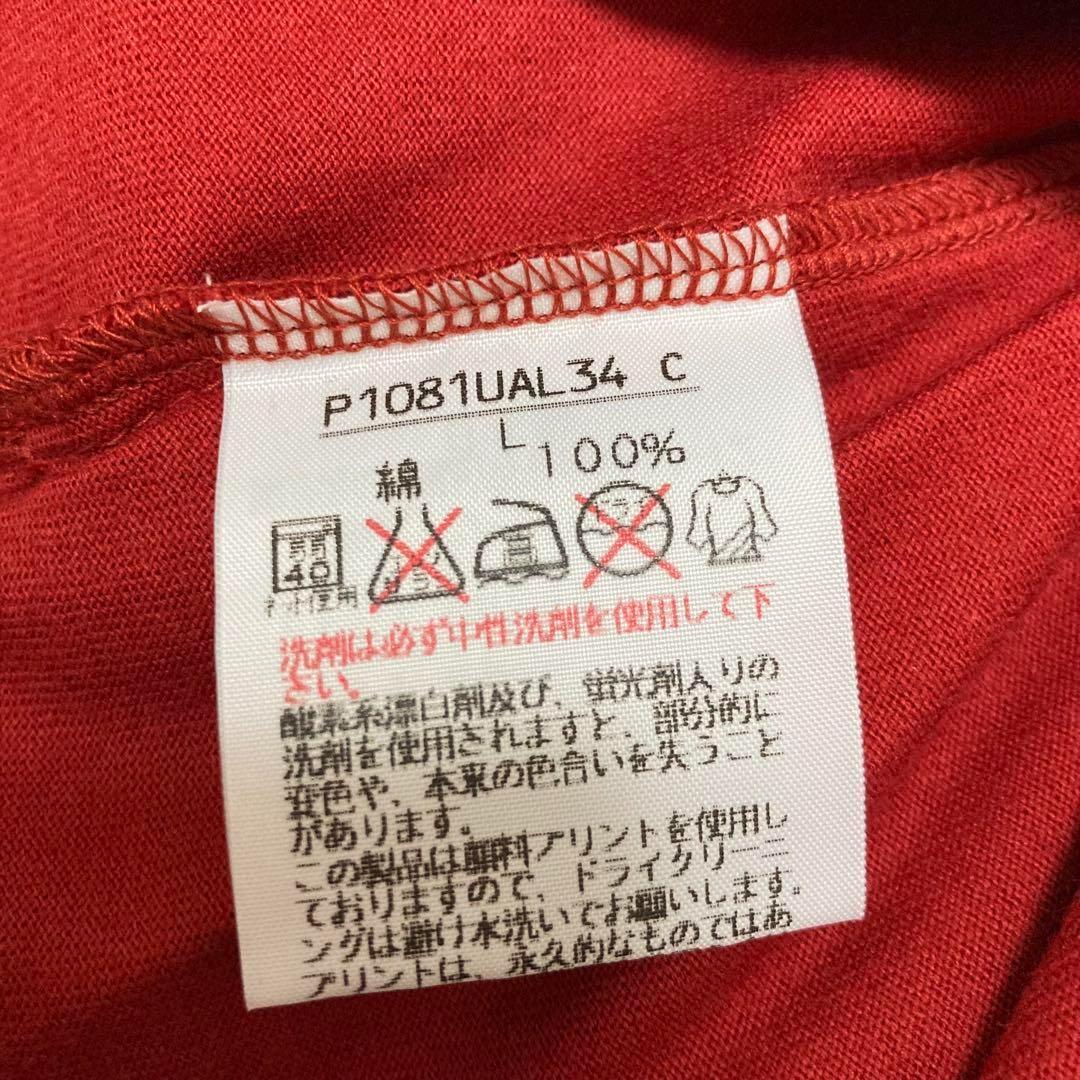 P1081UAL34 C
L
綿 100%
40
ネット使用
洗剤は必ず中性洗剤を使用して下
さい。
酸素系漂白剤及び、蛍光剤入りの
洗剤を使用されますと、部分的に
変色や、本来の色合いを失うこと
があります。
この製品は顔料プリントを使用し
ておりますので、ドライクリーニ
ングは避け水洗いでお願いします。
プリントは、永久的なものではあ